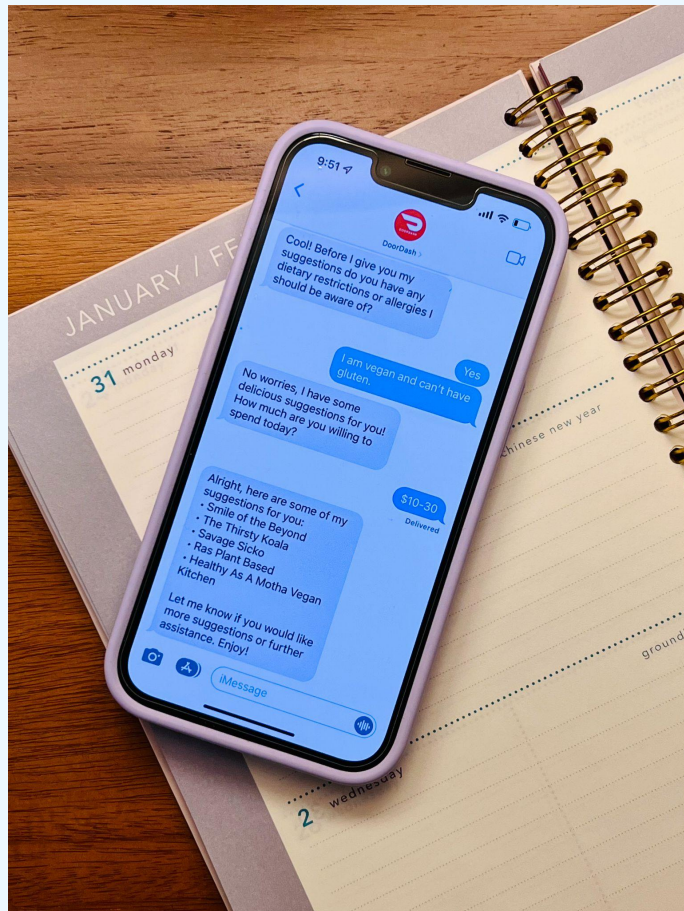 9:51
DoorDash
Cool! Before I give you my
suggestions do you have any
dietary restrictions or allergies I
should be aware of?
Yes
I am vegan and can't have
gluten.
No worries, I have some
delicious suggestions for you!
How much are you willing to
spend today?
$10-30
Delivered
Alright, here are some of my
suggestions for you:
• Smile of the Beyond
• The Thirsty Koala
• Savage Sicko
• Ras Plant Based
• Healthy As A Motha Vegan
Kitchen
Let me know if you would like
more suggestions or further
assistance. Enjoy!
iMessage
JANUARY / FE
31 monday
chinese new year
ground
2 wednesday